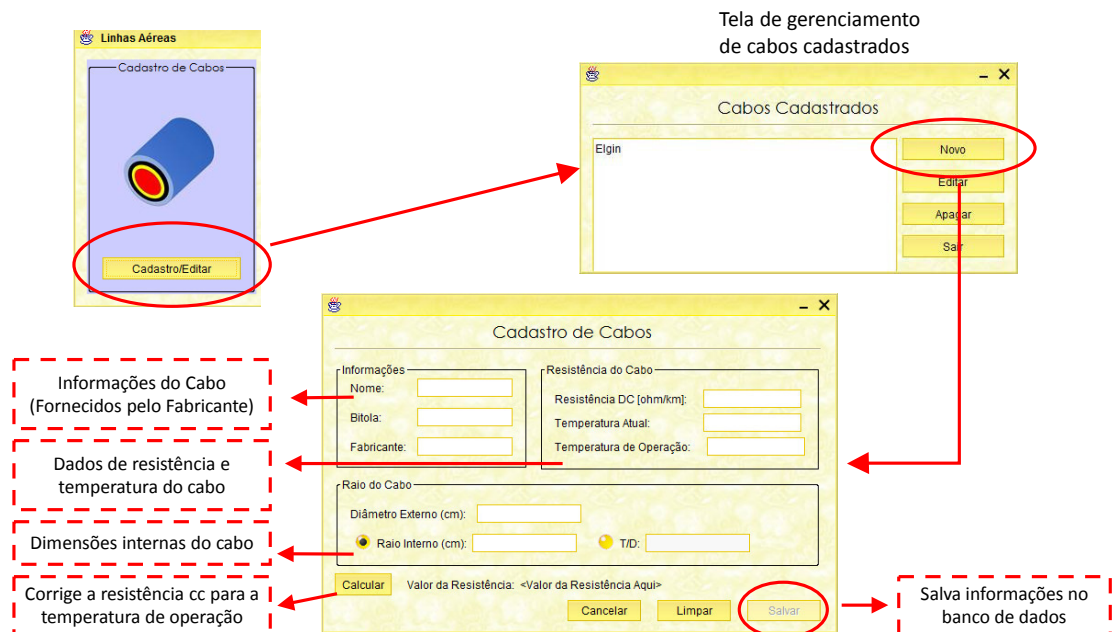 Tela de gerenciamento
de cabos cadastrados
Linhas Aéreas
Cadastro de Cabos
Cadastro/Editar
Cabos Cadastrados
Elgin
Novo
Editar
Apagar
Sair
Cadastro de Cabos
Informações
Nome:
Bitola:
Fabricante:
Resistência do Cabo
Resistência DC [ohm/km]:
Temperatura Atual:
Temperatura de Operação:
Raio do Cabo
Diâmetro Externo (cm):
Raio Interno (cm):
T/D:
Calcular
Valor da Resistência: <Valor da Resistência Aqui>
Cancelar
Limpar
Salvar
Informações do Cabo
(Fornecidos pelo Fabricante)
Dados de resistência e
temperatura do cabo
Dimensões internas do cabo
Corrige a resistência cc para a
temperatura de operação
Salva informações no
banco de dados